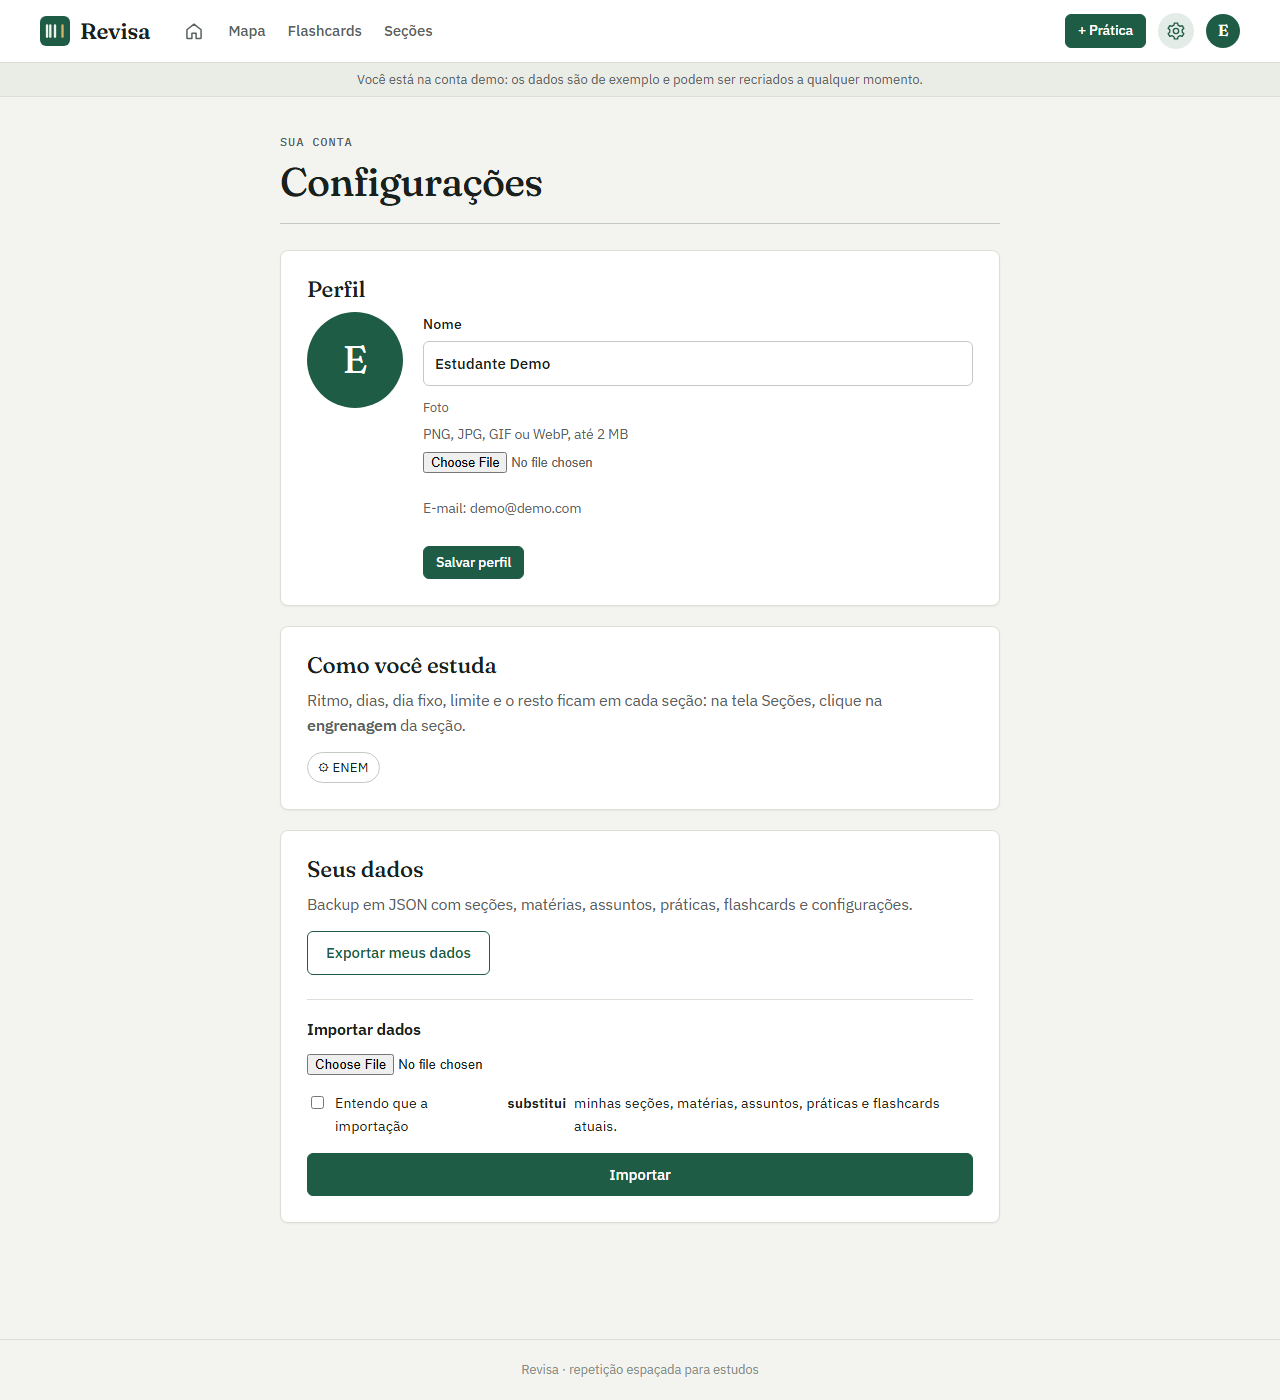 Revisa
Mapa
Flashcards
Seções
+ Prática
E
Você está na conta demo: os dados são de exemplo e podem ser recriados a qualquer momento.
SUA CONTA
Configurações
Perfil
E
Nome
Estudante Demo
Foto
PNG, JPG, GIF ou WebP, até 2 MB
Choose File No file chosen
E-mail: demo@demo.com
Salvar perfil
Como você estuda
Ritmo, dias, dia fixo, limite e o resto ficam em cada seção: na tela Seções, clique na
engrenagem da seção.
⚙ ENEM
Seus dados
Backup em JSON com seções, matérias, assuntos, práticas, flashcards e configurações.
Exportar meus dados
Importar dados
Choose File No file chosen
Entendo que a importação
substitui
minhas seções, matérias, assuntos, práticas e flashcards
atuais.
Importar
Revisa · repetição espaçada para estudos